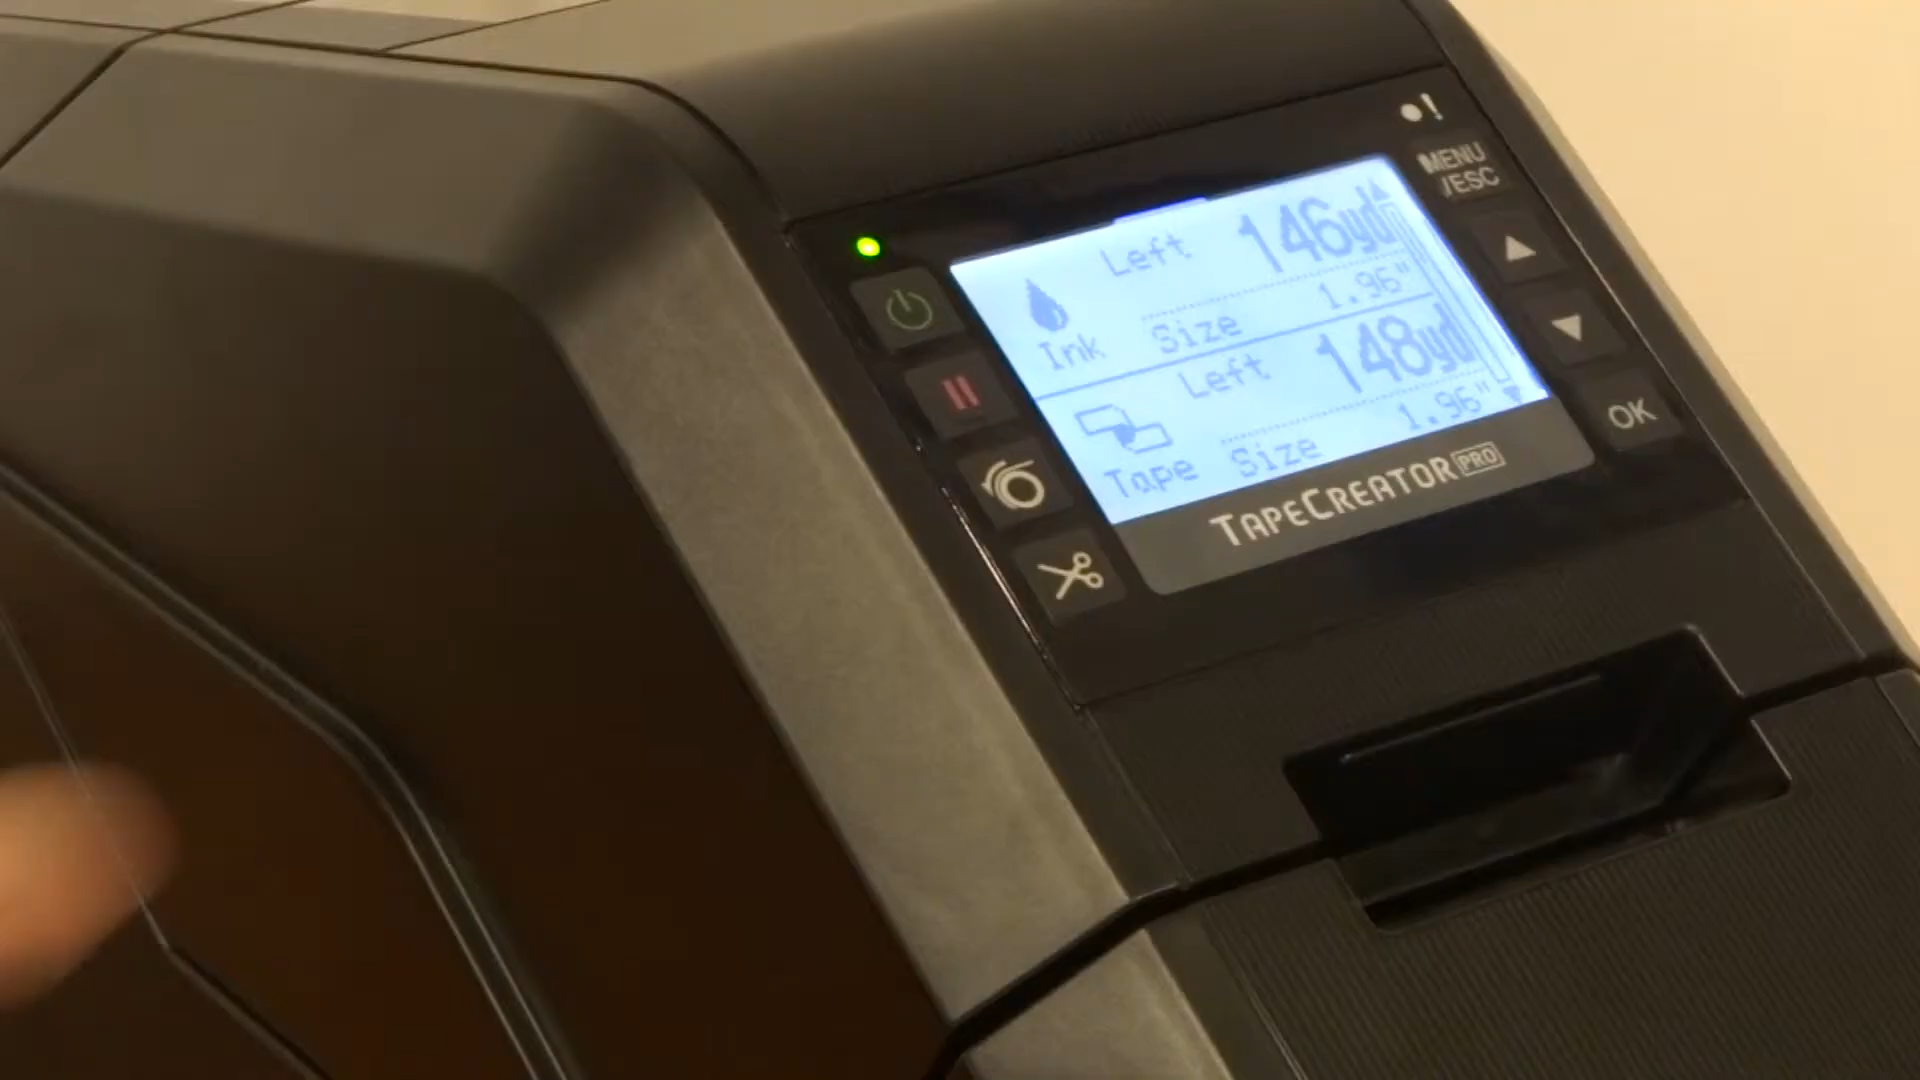 !
MENU
/ESC
Left 146yd
Ink Size 1.96"
Left 148yd
Tape Size 1.96"
OK
TAPECREATOR PRO